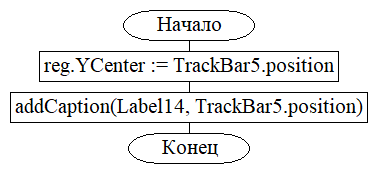 Начало
reg.YCenter := TrackBar5.position
addCaption(Label14, TrackBar5.position)
Конец